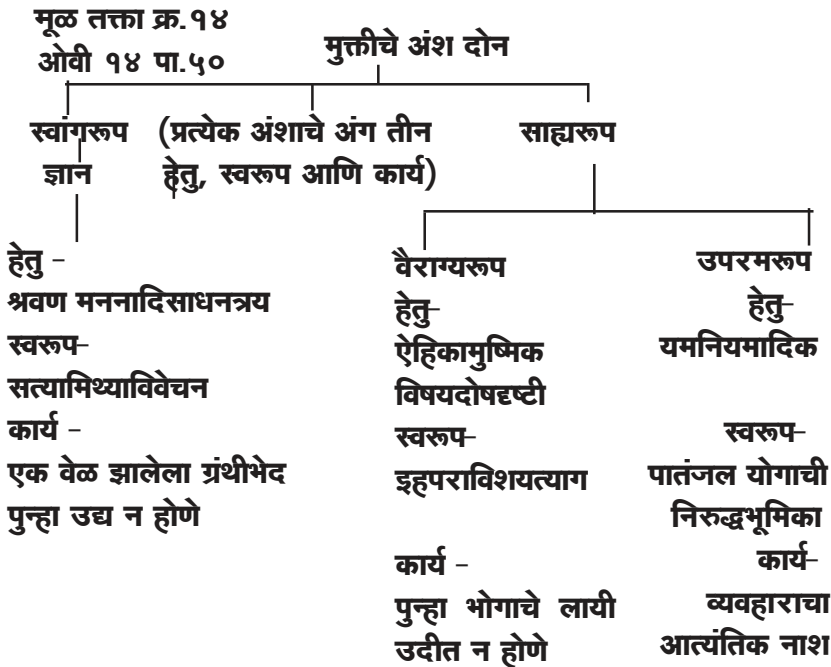 मूळ तक्ता क्र.१४
ओवी १४ पा.५०
मुक्तीचे अंश दोन
स्वांगरूप (प्रत्येक अंशाचे अंग तीन साह्यरूप
ज्ञान हेतु, स्वरूप आणि कार्य)
हेतु -
श्रवण मननादिसाधनत्रय
स्वरूप-
सत्यामिथ्याविवेचन
कार्य -
एक वेळ झालेला ग्रंथीभेद
पुन्हा उद्य न होणे
वैराग्यरूप
हेतु-
ऐहिकामुष्मिक
विषयदोषदृष्टी
स्वरूप-
इहपराविशयत्याग
कार्य -
पुन्हा भोगाचे लायी
उदीत न होणे
उपरमरूप
हेतु-
यमनियमादिक
स्वरूप-
पातंजल योगाची
निरुद्धभूमिका
कार्य-
व्यवहाराचा
आत्यंतिक नाश